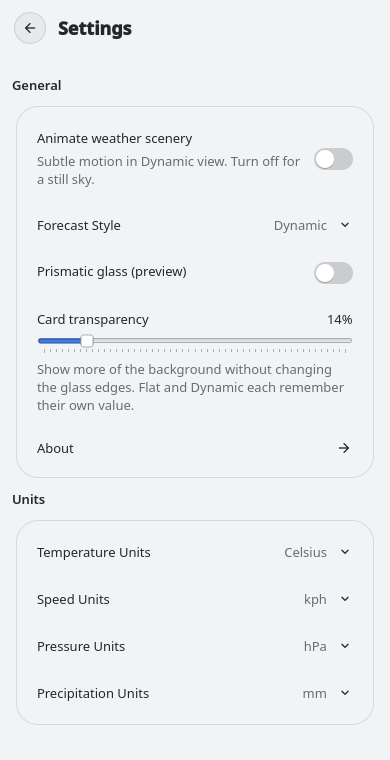 Settings
General
Animate weather scenery
Subtle motion in Dynamic view. Turn off for
a still sky.
Forecast Style Dynamic
Prismatic glass (preview)
Card transparency 14%
Show more of the background without changing
the glass edges. Flat and Dynamic each remember
their own value.
About
Units
Temperature Units Celsius
Speed Units kph
Pressure Units hPa
Precipitation Units mm